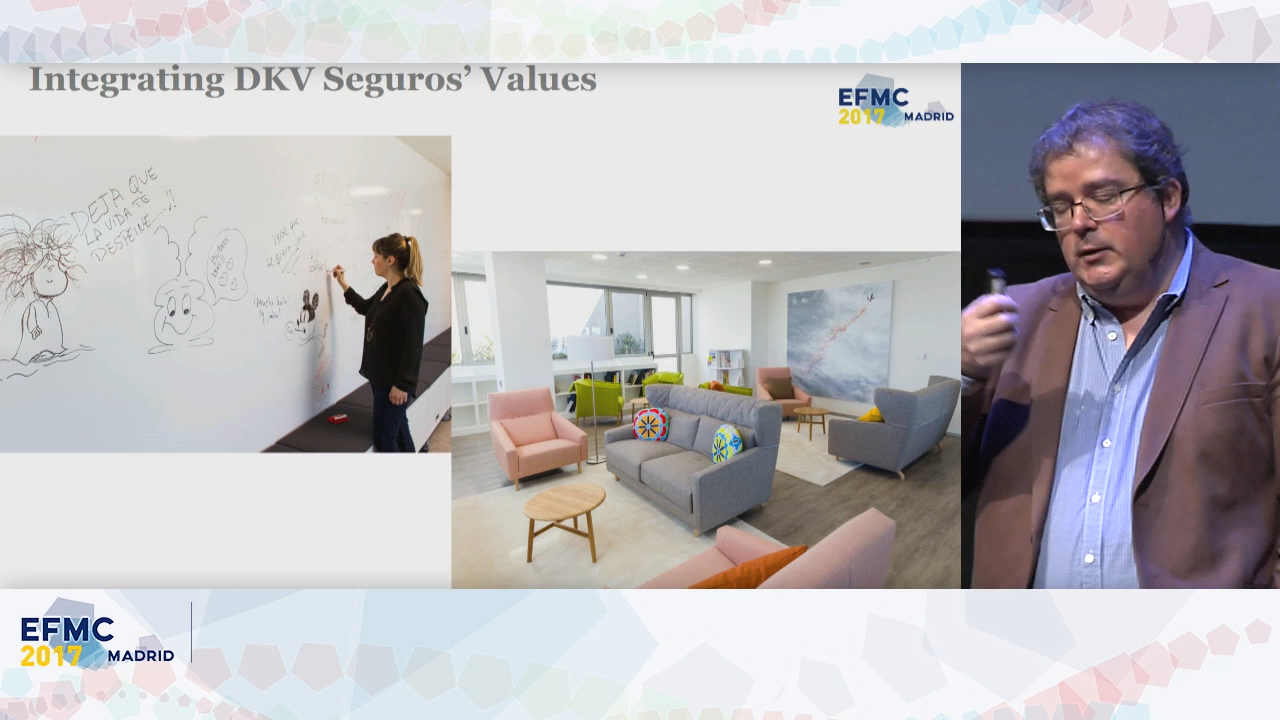 Integrating DKV Seguros’ Values
EFMC
2017 MADRID
DEJA QUE
LA VIDA TE
DESPEINE....!!
EFMC
2017 MADRID